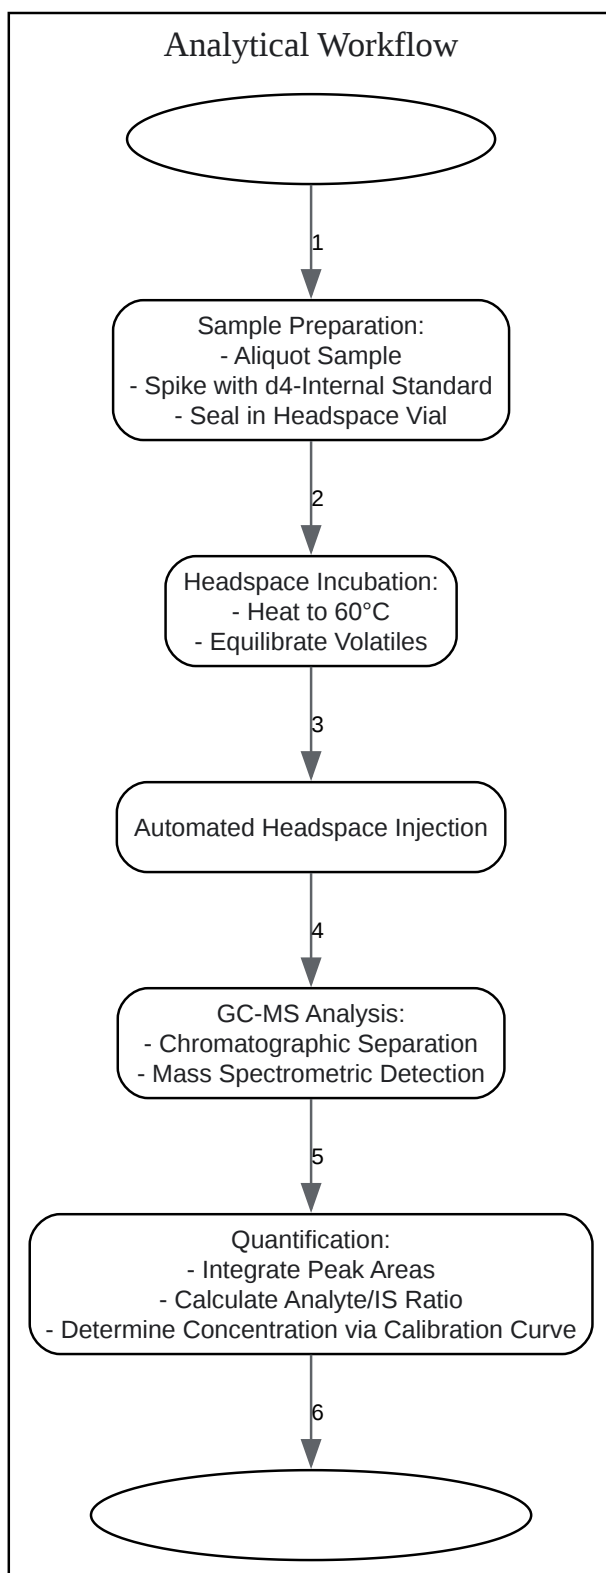 Analytical Workflow
1
Sample Preparation:
- Aliquot Sample
- Spike with d4-Internal Standard
- Seal in Headspace Vial
2
Headspace Incubation:
- Heat to 60°C
- Equilibrate Volatiles
3
Automated Headspace Injection
4
GC-MS Analysis:
- Chromatographic Separation
- Mass Spectrometric Detection
5
Quantification:
- Integrate Peak Areas
- Calculate Analyte/IS Ratio
- Determine Concentration via Calibration Curve
6